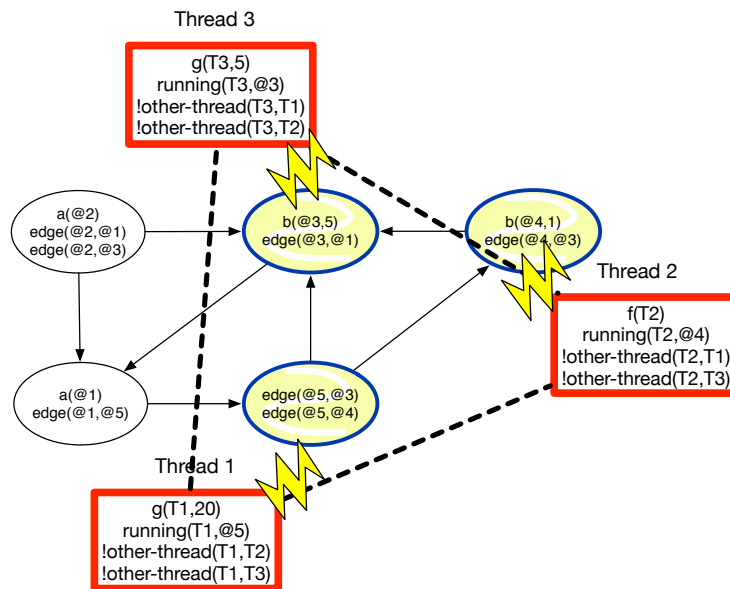 Thread 3
g(T3,5)
running(T3,@3)
!other-thread(T3,T1)
!other-thread(T3,T2)
a(@2)
edge(@2,@1)
edge(@2,@3)
b(@3,5)
edge(@3,@1)
b(@4,1)
edge(@4,@3)
Thread 2
f(T2)
running(T2,@4)
!other-thread(T2,T1)
!other-thread(T2,T3)
a(@1)
edge(@1,@5)
edge(@5,@3)
edge(@5,@4)
Thread 1
g(T1,20)
running(T1,@5)
!other-thread(T1,T2)
!other-thread(T1,T3)